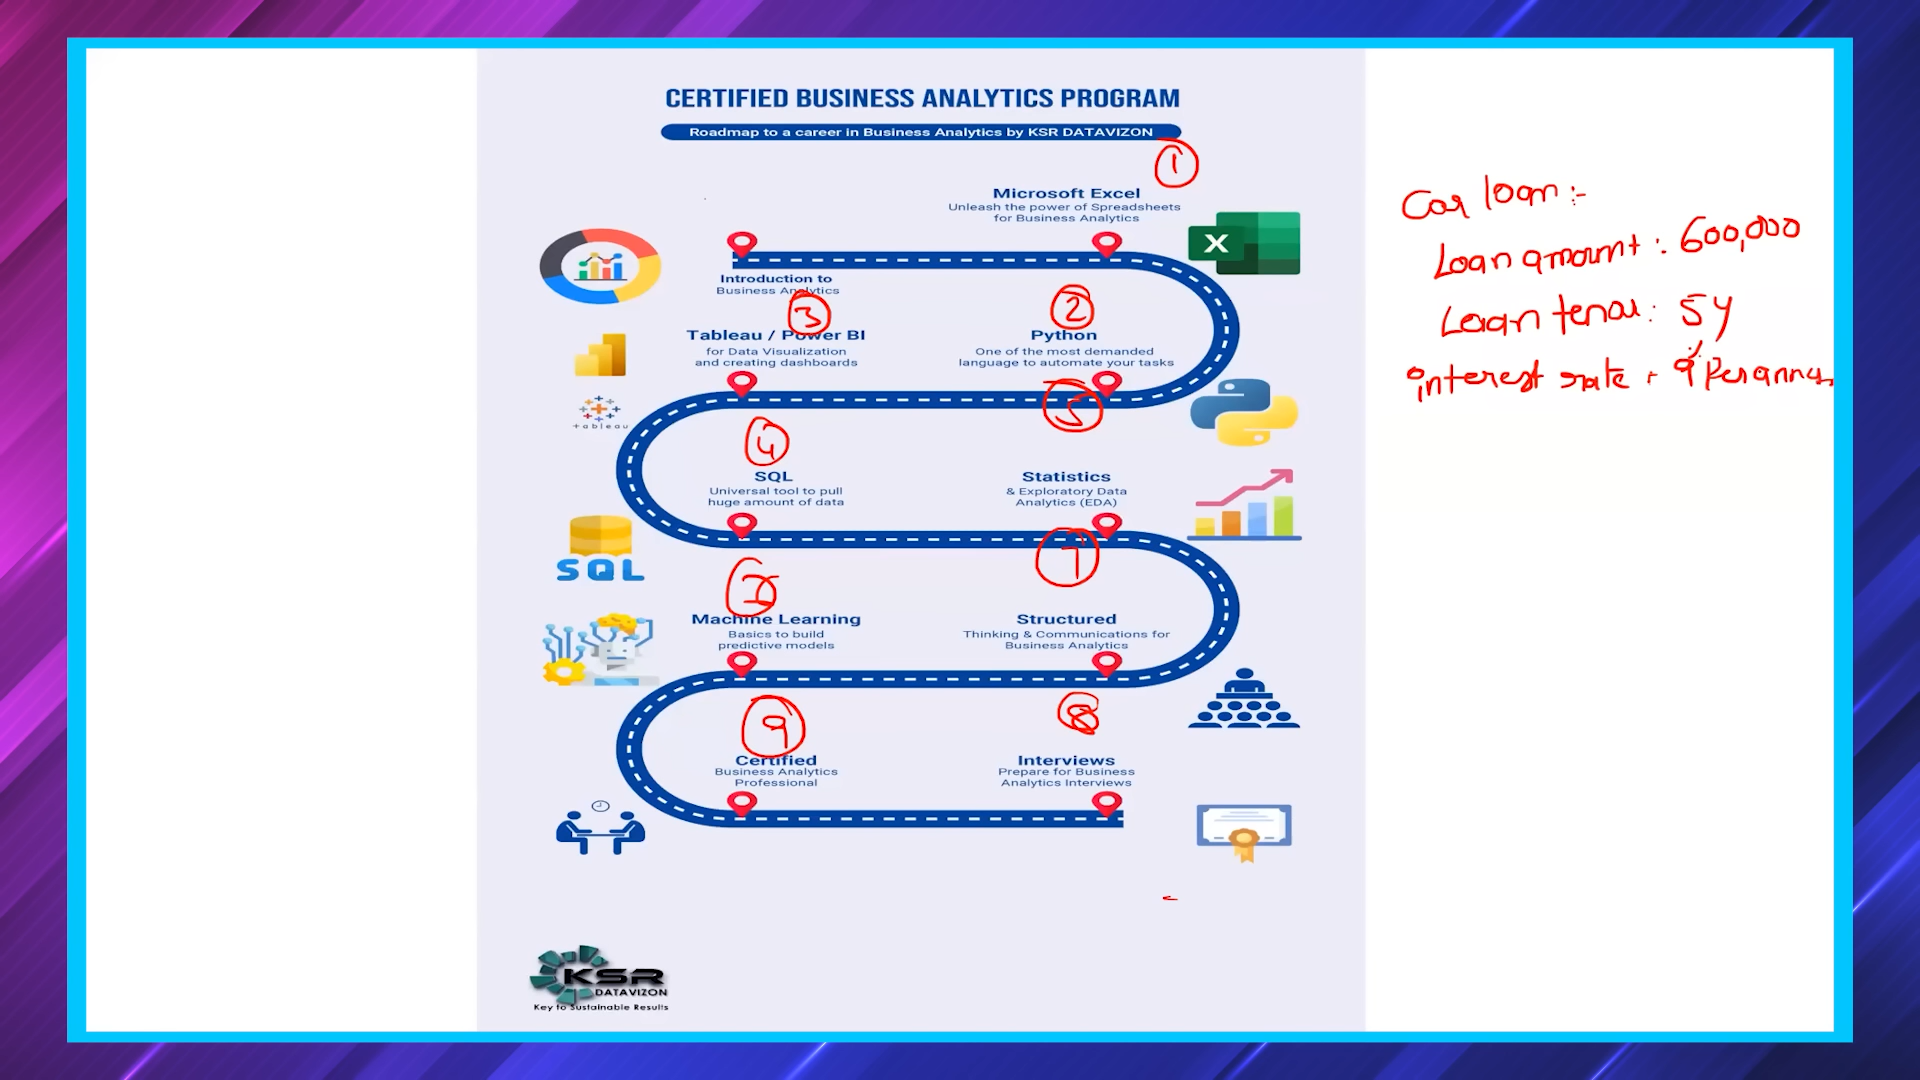 CERTIFIED BUSINESS ANALYTICS PROGRAM
Roadmap to a career in Business Analytics by KSR DATAVIZON
1
Microsoft Excel
Unleash the power of Spreadsheets
for Business Analytics
X
Introduction to
Business Analytics
3
2
Tableau / Power BI
for Data Visualization
and creating dashboards
Python
One of the most demanded
language to automate your tasks
+ableau
5
4
SQL
Universal tool to pull
huge amount of data
Statistics
& Exploratory Data
Analytics (EDA)
SQL
7
Machine Learning
Basics to build
predictive models
Structured
Thinking & Communications for
Business Analytics
9
8
Certified
Business Analytics
Professional
Interviews
Prepare for Business
Analytics Interviews
KSR
DATAVIZON
Key to Sustainable Results
Car loan :-
Loan amount : 600,000
Loan tenor : 5y
interest rate : 9% Per annum